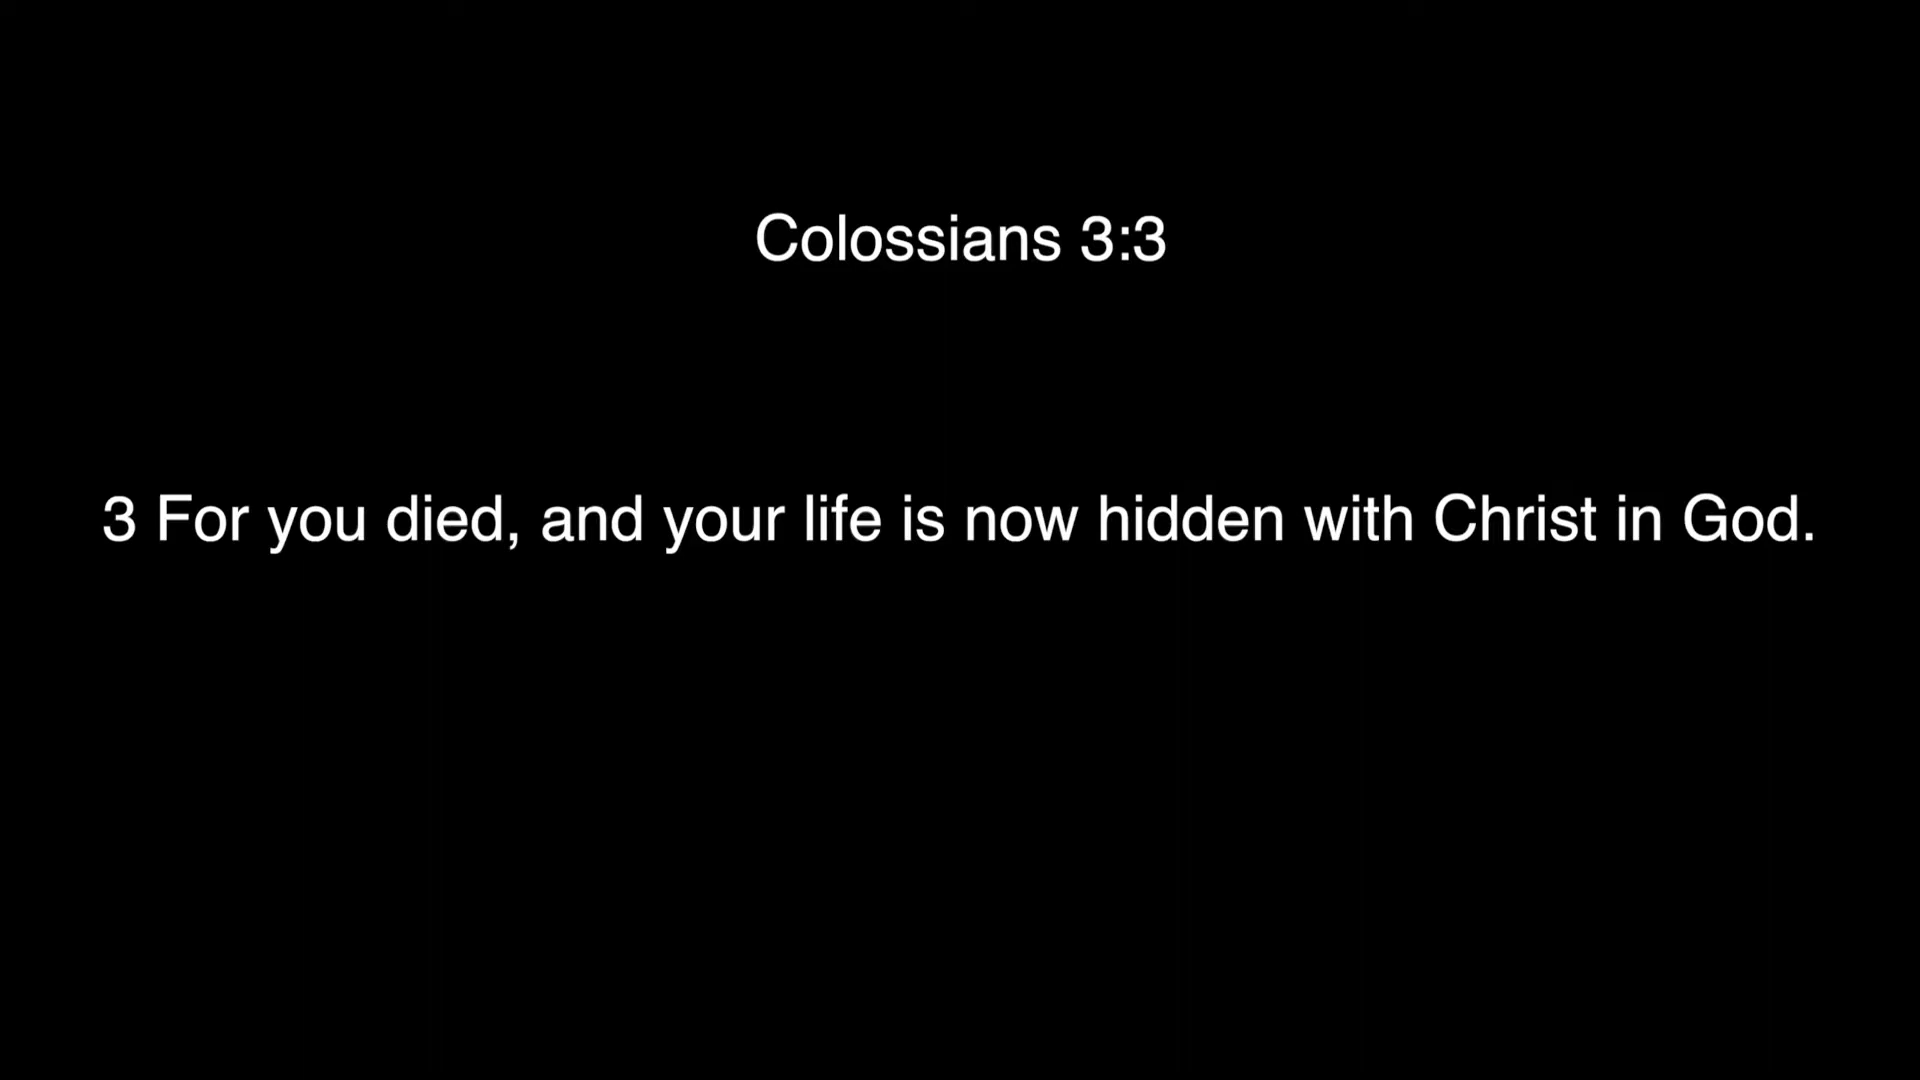 Colossians 3:3
3 For you died, and your life is now hidden with Christ in God.